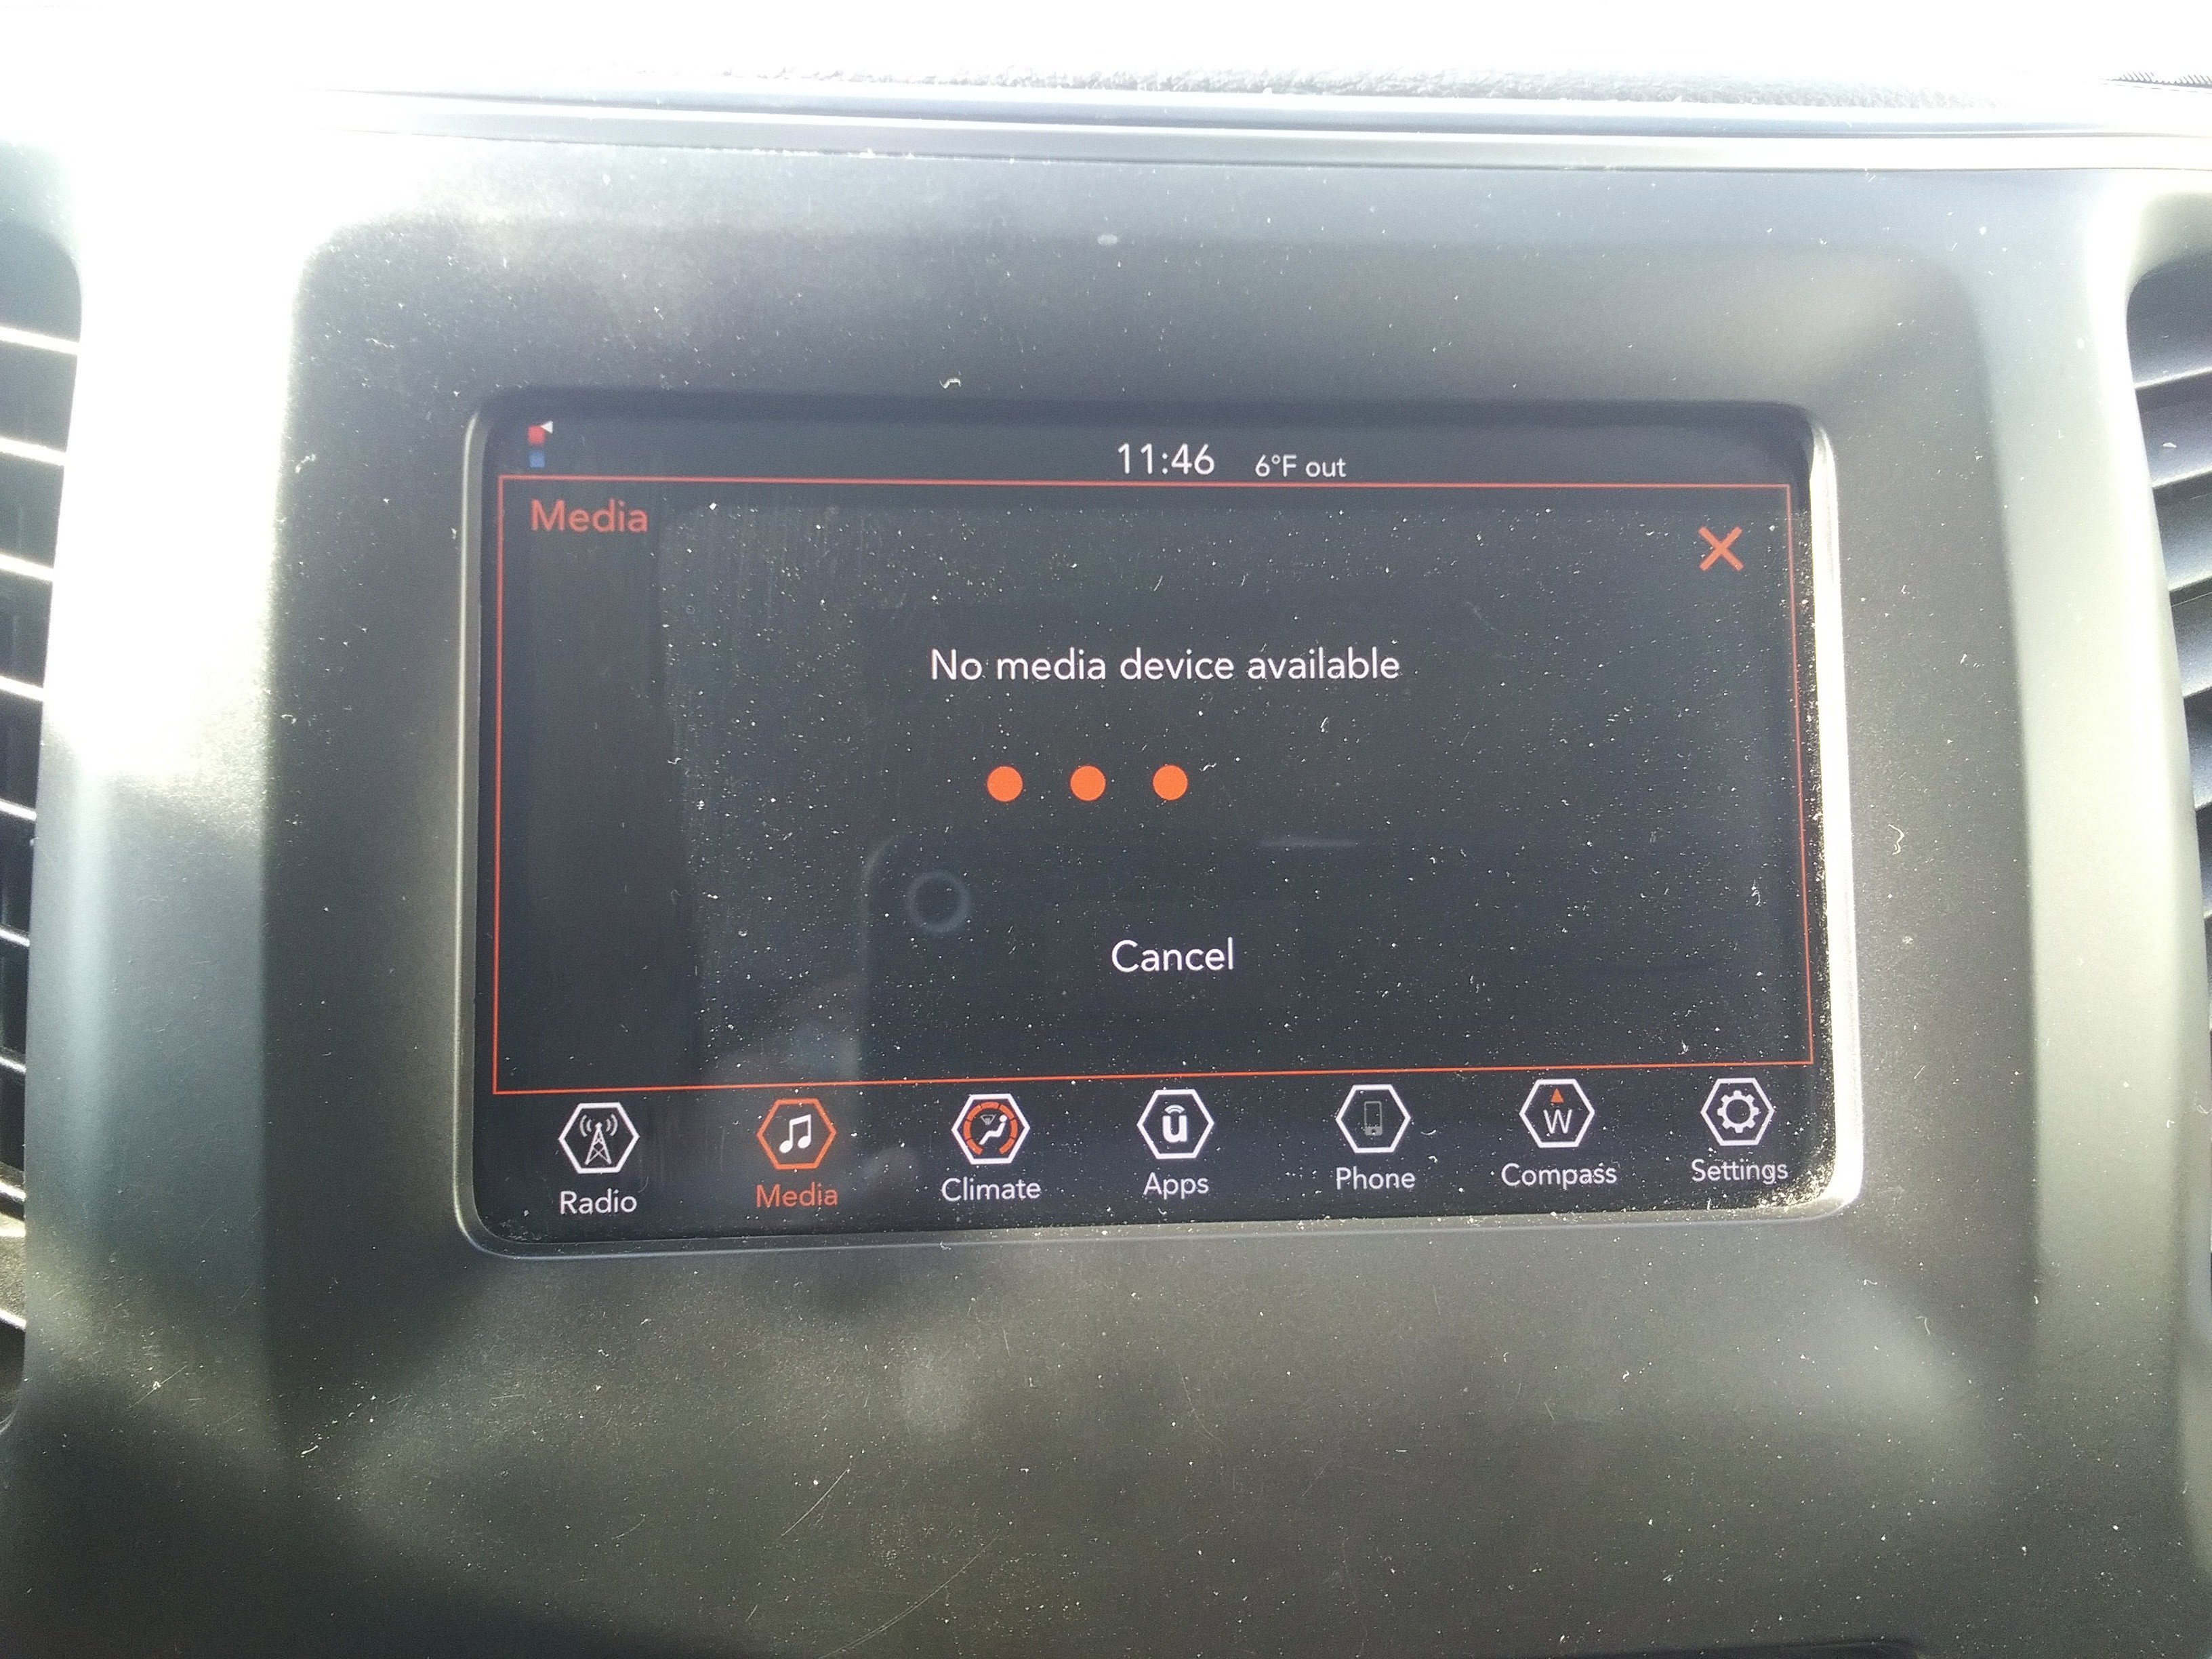 11:46 6°F out
Media
No media device available
Cancel
Radio Media Climate Apps Phone Compass Settings
ū
W